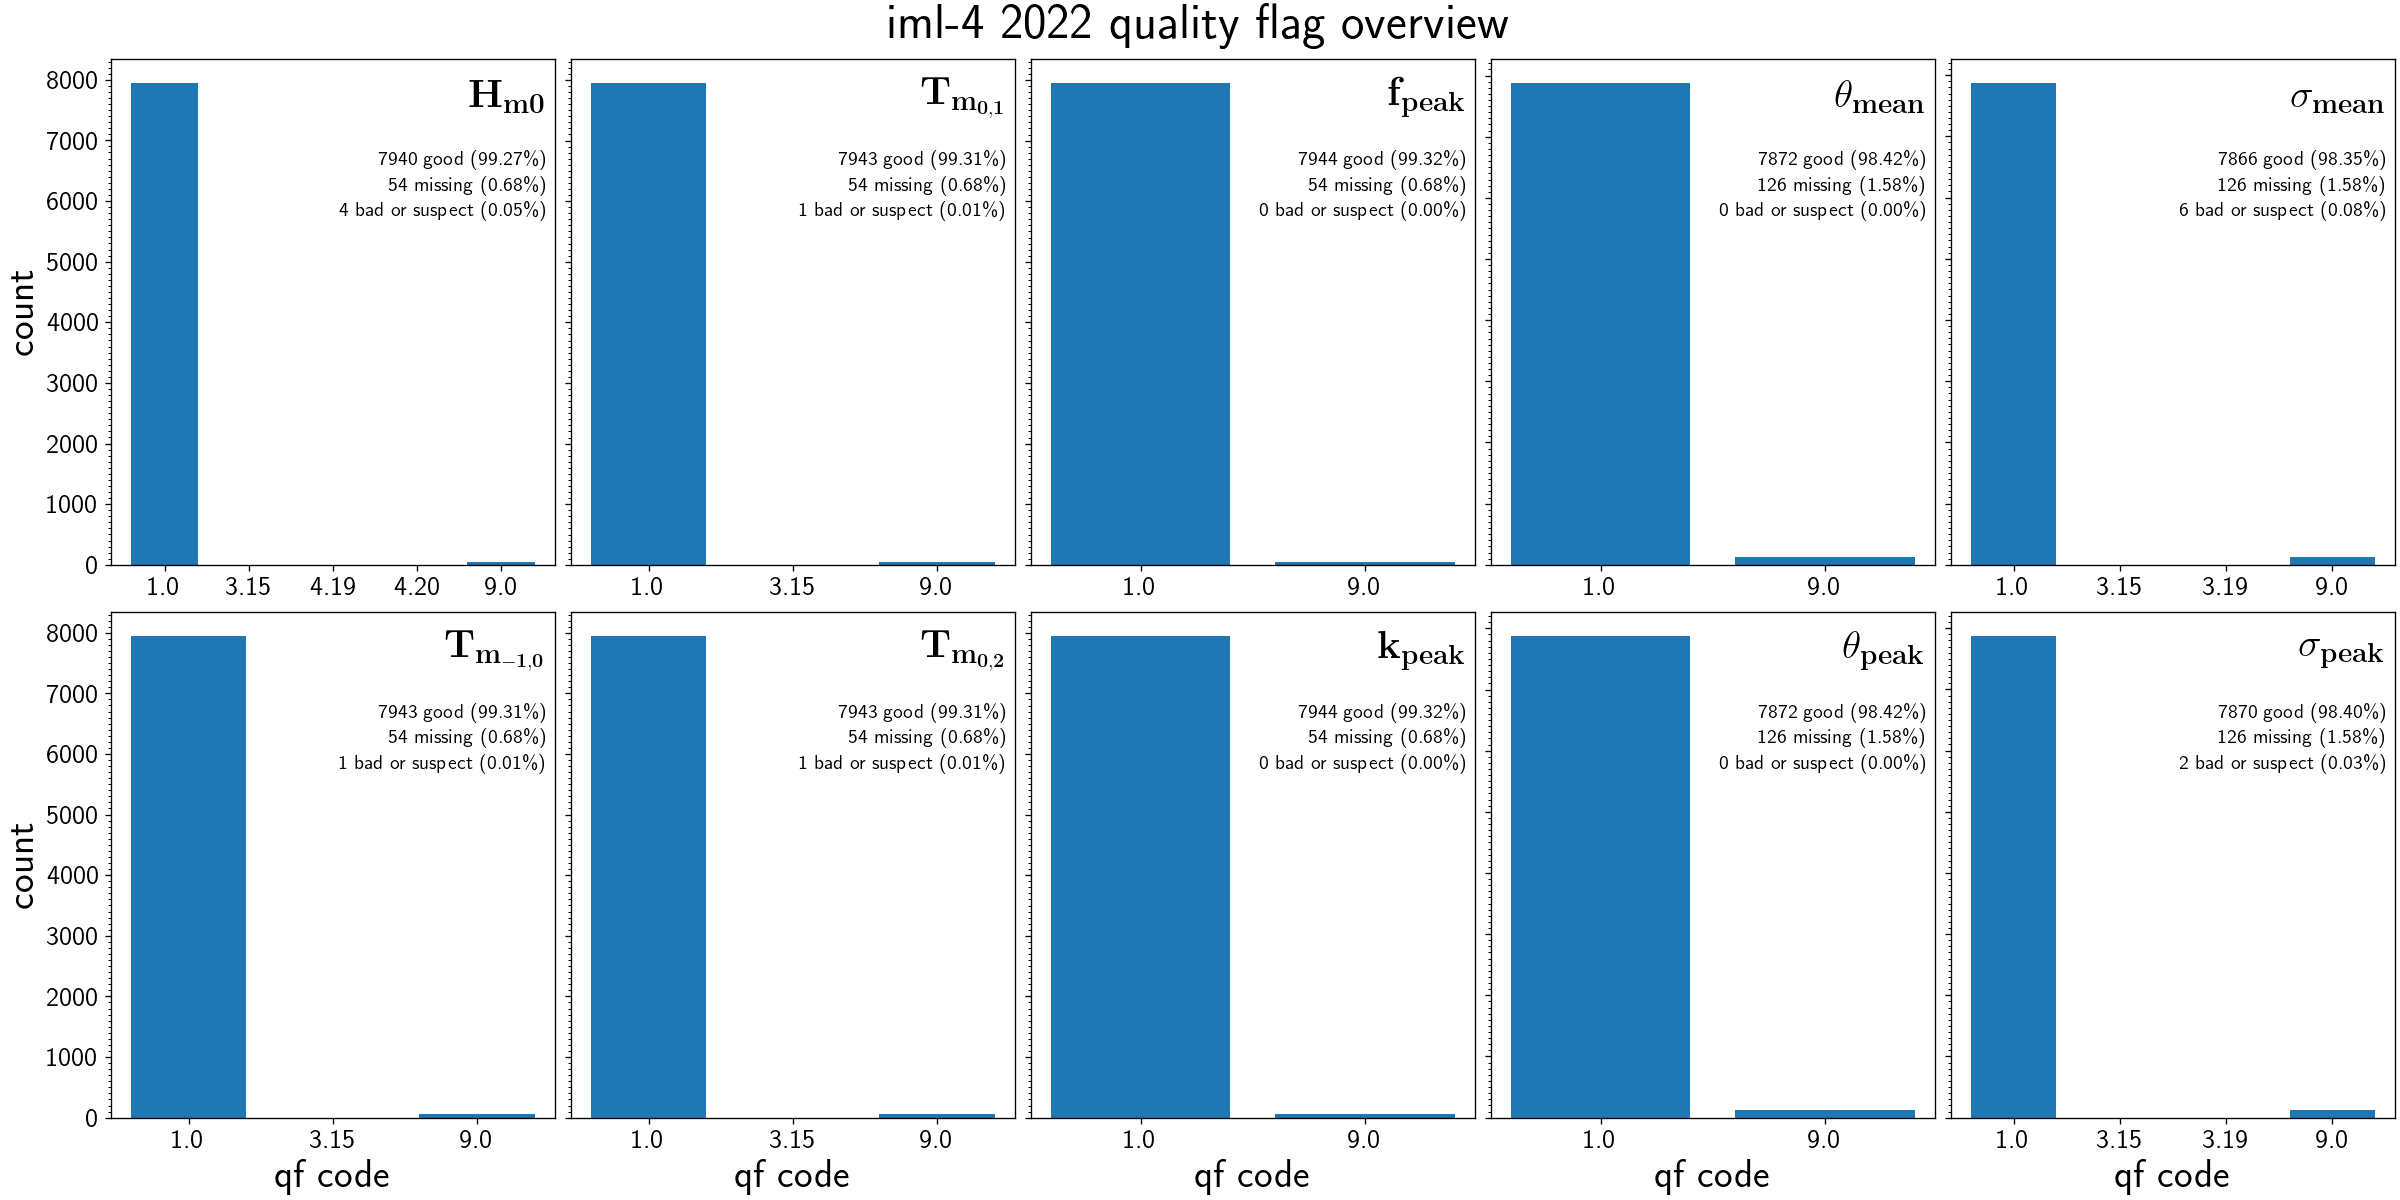 iml-4 2022 quality flag overview
count
8000
7000
6000
5000
4000
3000
2000
1000
0
H_m0
7940 good (99.27%)
54 missing (0.68%)
4 bad or suspect (0.05%)
1.0 3.15 4.19 4.20 9.0
T_m_0,1
7943 good (99.31%)
54 missing (0.68%)
1 bad or suspect (0.01%)
1.0 3.15 9.0
f_peak
7944 good (99.32%)
54 missing (0.68%)
0 bad or suspect (0.00%)
1.0 9.0
θ_mean
7872 good (98.42%)
126 missing (1.58%)
0 bad or suspect (0.00%)
1.0 9.0
σ_mean
7866 good (98.35%)
126 missing (1.58%)
6 bad or suspect (0.08%)
1.0 3.15 3.19 9.0
count
8000
7000
6000
5000
4000
3000
2000
1000
0
T_m_−1,0
7943 good (99.31%)
54 missing (0.68%)
1 bad or suspect (0.01%)
1.0 3.15 9.0
qf code
T_m_0,2
7943 good (99.31%)
54 missing (0.68%)
1 bad or suspect (0.01%)
1.0 3.15 9.0
qf code
k_peak
7944 good (99.32%)
54 missing (0.68%)
0 bad or suspect (0.00%)
1.0 9.0
qf code
θ_peak
7872 good (98.42%)
126 missing (1.58%)
0 bad or suspect (0.00%)
1.0 9.0
qf code
σ_peak
7870 good (98.40%)
126 missing (1.58%)
2 bad or suspect (0.03%)
1.0 3.15 3.19 9.0
qf code